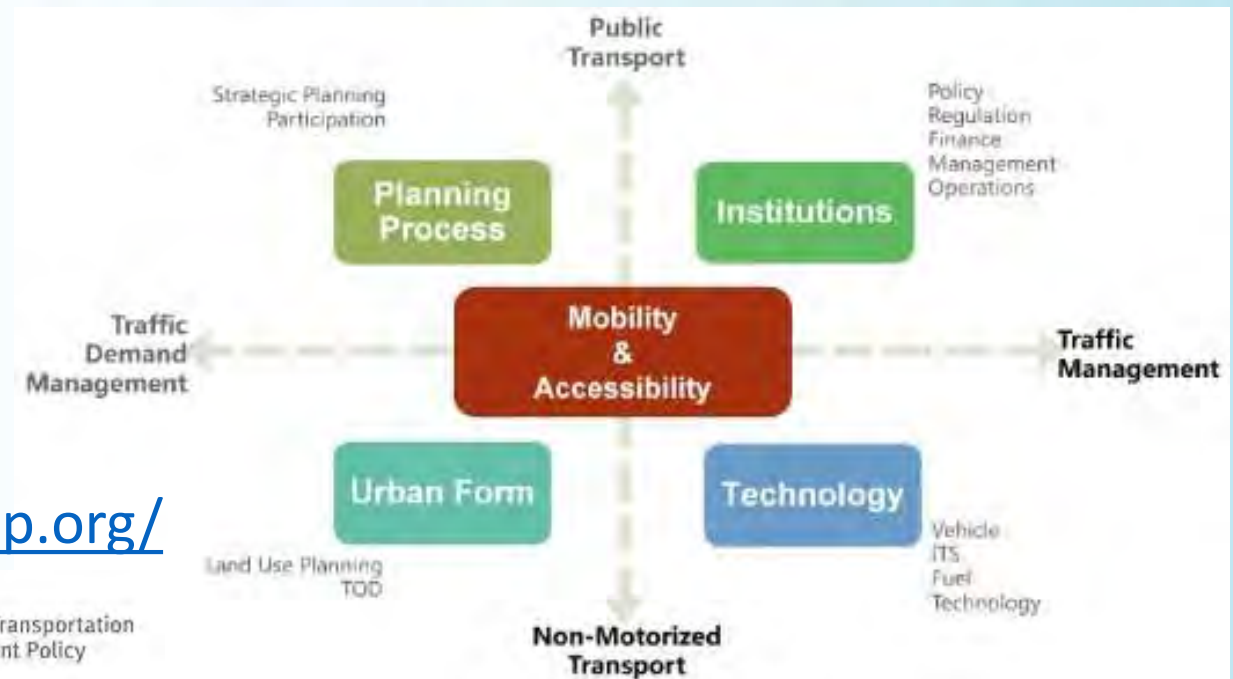 Public
Transport
Strategic Planning
Participation
Policy
Regulation
Finance
Management
Operations
Planning
Process
Institutions
Traffic
Demand
Management
Mobility
&
Accessibility
Traffic
Management
Urban Form
Technology
p.org/
Land Use Planning
TOD
Vehicle
ITS
Fuel
Technology
ransportation
nt Policy
Non-Motorized
Transport